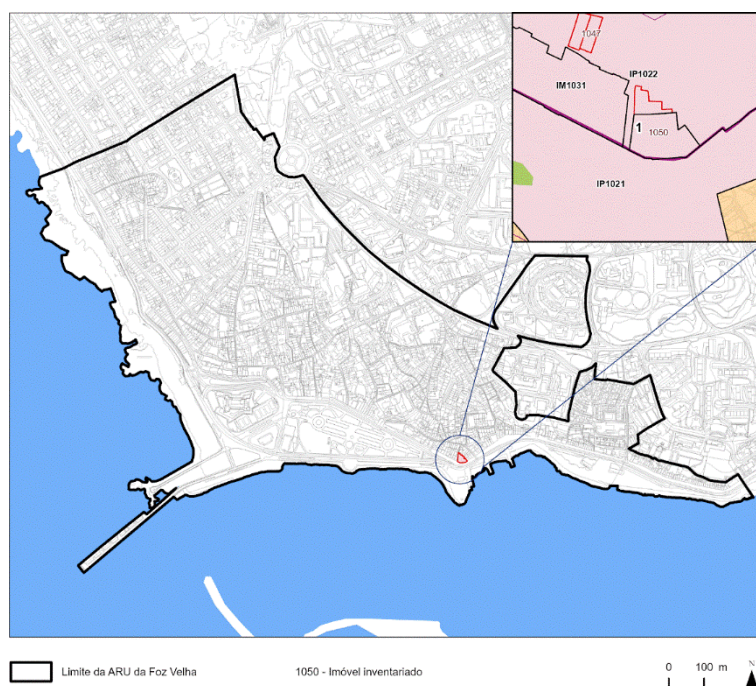 1047
IP1022
IM1031
1
1050
IP1021
Limite da ARU da Foz Velha
1050 - Imóvel inventariado
0 100 m
N